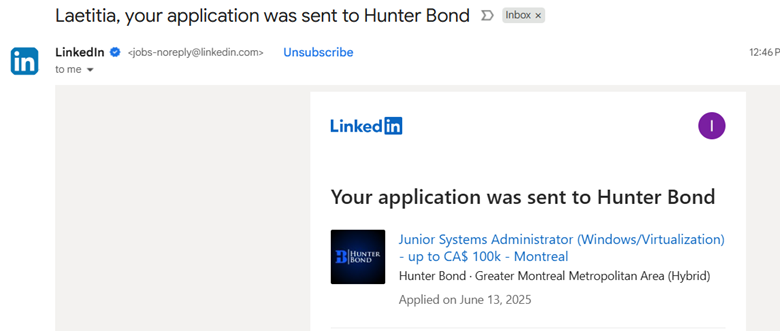 Laetitia, your application was sent to Hunter Bond Inbox ×
LinkedIn <jobs-noreply@linkedin.com> Unsubscribe 12:46 P
to me
in
Linkedin I
Your application was sent to Hunter Bond
HUNTER
BOND
Junior Systems Administrator (Windows/Virtualization)
- up to CA$ 100k - Montreal
Hunter Bond · Greater Montreal Metropolitan Area (Hybrid)
Applied on June 13, 2025